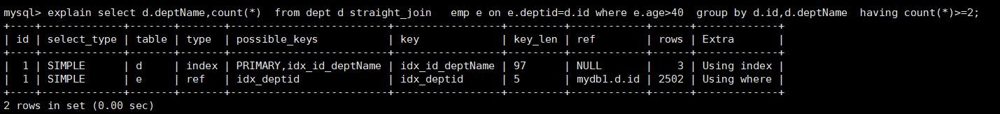 mysql> explain select d.deptName,count(*)  from dept d straight_join   emp e on e.deptid=d.id where e.age>40  group by d.id,d.deptName  having count(*)>=2;
+----+-------------+-------+-------+-------------------------+-----------------+---------+------------+------+-------------+
| id | select_type | table | type  | possible_keys           | key             | key_len | ref        | rows | Extra       |
+----+-------------+-------+-------+-------------------------+-----------------+---------+------------+------+-------------+
|  1 | SIMPLE      | d     | index | PRIMARY,idx_id_deptName | idx_id_deptName | 97      | NULL       |    3 | Using index |
|  1 | SIMPLE      | e     | ref   | idx_deptid              | idx_deptid      | 5       | mydb1.d.id | 2502 | Using where |
+----+-------------+-------+-------+-------------------------+-----------------+---------+------------+------+-------------+
2 rows in set (0.00 sec)